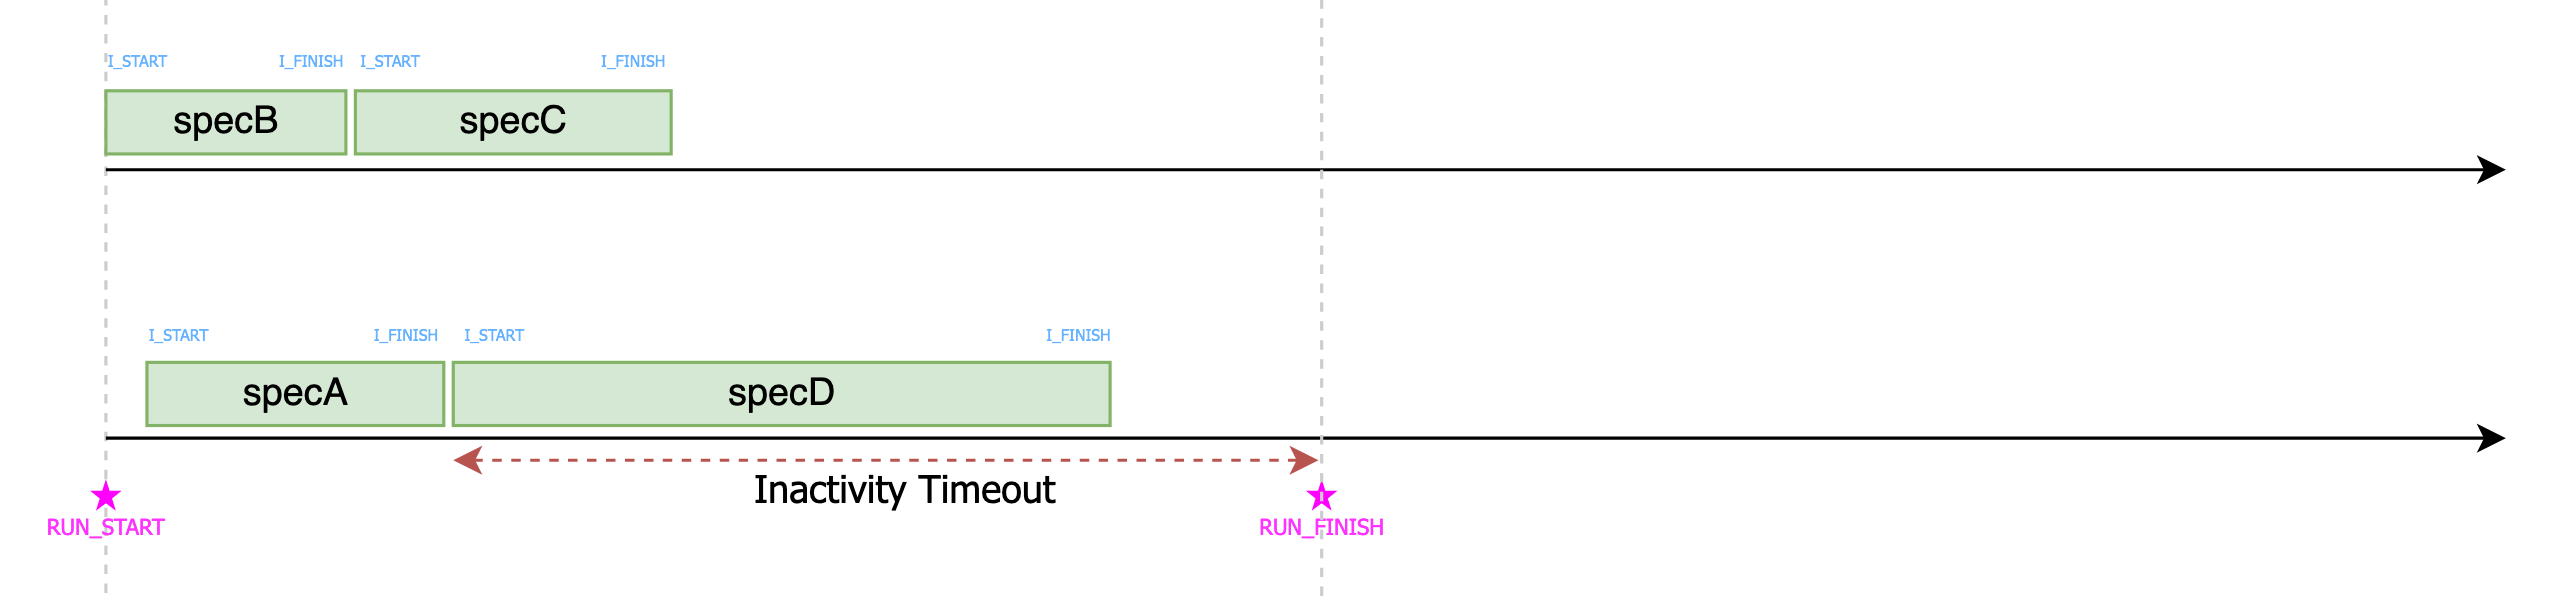 I_START I_FINISH I_START I_FINISH
specB specC
I_START I_FINISH I_START I_FINISH
specA specD
Inactivity Timeout
RUN_START RUN_FINISH